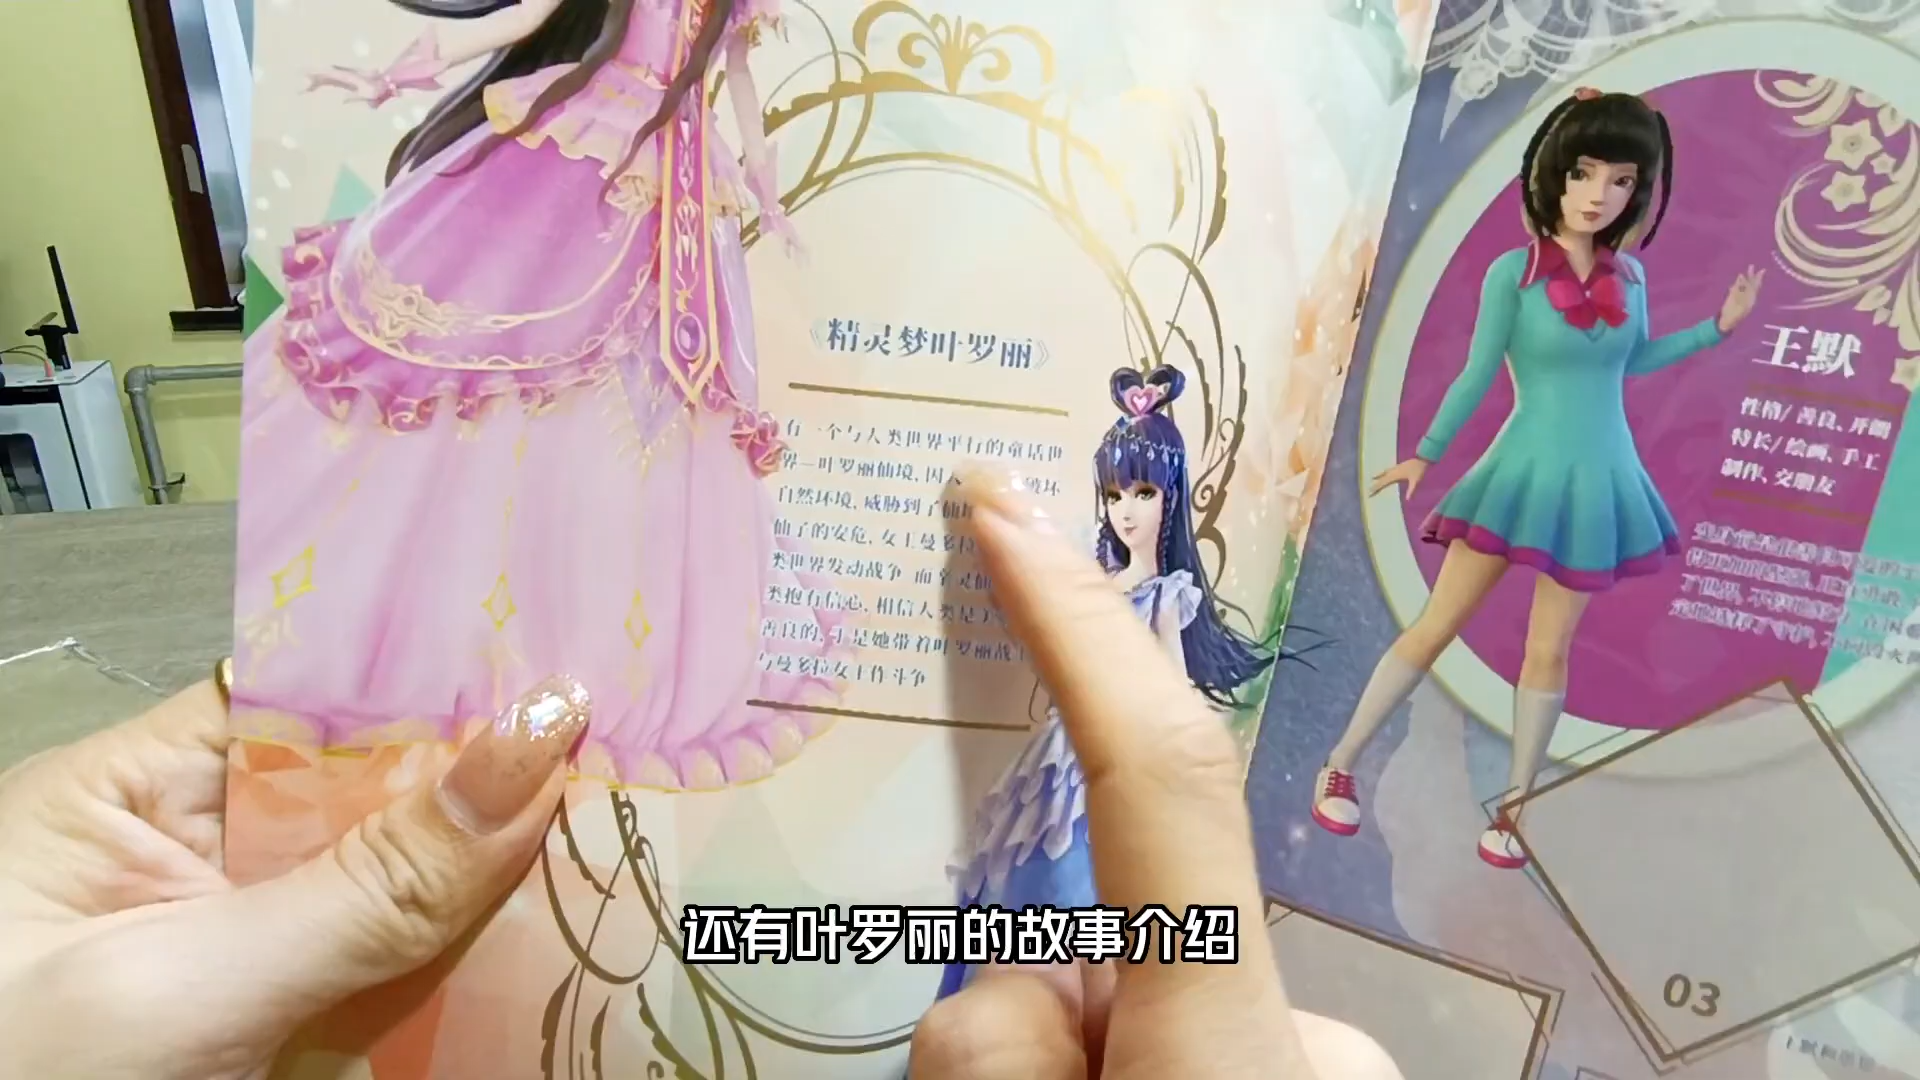 《精灵梦叶罗丽》
有一个与人类世界平行的童话世
界—叶罗丽仙境，因人 破坏
自然环境，威胁到了仙境
仙子的安危，女王曼多拉
类世界发动战争 而辛灵仙
类抱有信心，相信人类是美
善良的，于是她带着叶罗丽战士
与曼多拉女王作斗争
王默
性格/ 善良、开朗
特长/ 绘画、手工
制作、交朋友
03
还有叶罗丽的故事介绍